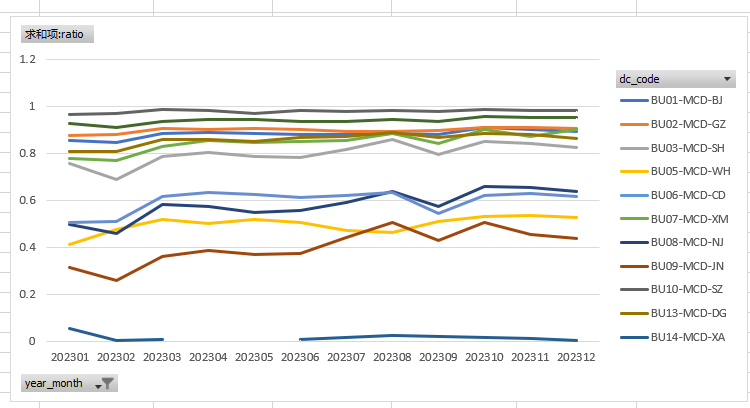 求和项:ratio
1.2
1
0.8
0.6
0.4
0.2
0
202301 202302 202303 202304 202305 202306 202307 202308 202309 202310 202311 202312
year_month
dc_code
BU01-MCD-BJ
BU02-MCD-GZ
BU03-MCD-SH
BU05-MCD-WH
BU06-MCD-CD
BU07-MCD-XM
BU08-MCD-NJ
BU09-MCD-JN
BU10-MCD-SZ
BU13-MCD-DG
BU14-MCD-XA